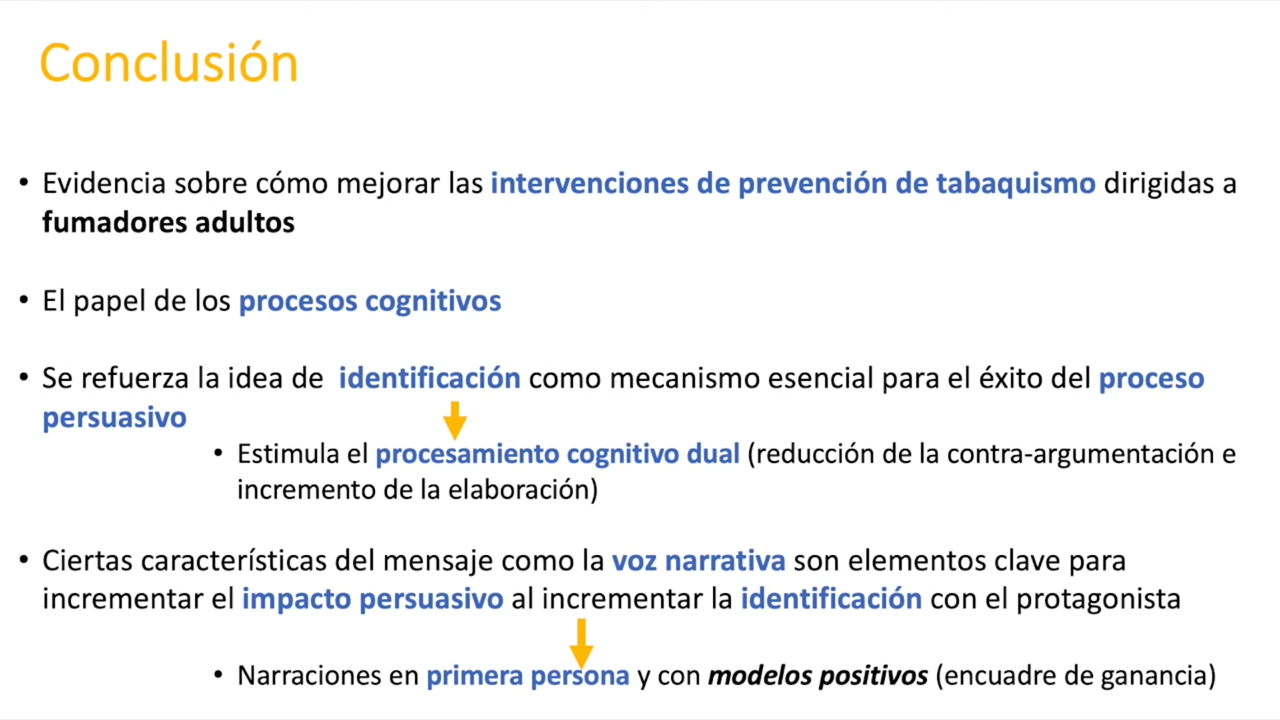 Conclusión
• Evidencia sobre cómo mejorar las intervenciones de prevención de tabaquismo dirigidas a
fumadores adultos
• El papel de los procesos cognitivos
• Se refuerza la idea de identificación como mecanismo esencial para el éxito del proceso
persuasivo
• Estimula el procesamiento cognitivo dual (reducción de la contra-argumentación e
incremento de la elaboración)
• Ciertas características del mensaje como la voz narrativa son elementos clave para
incrementar el impacto persuasivo al incrementar la identificación con el protagonista
• Narraciones en primera persona y con modelos positivos (encuadre de ganancia)